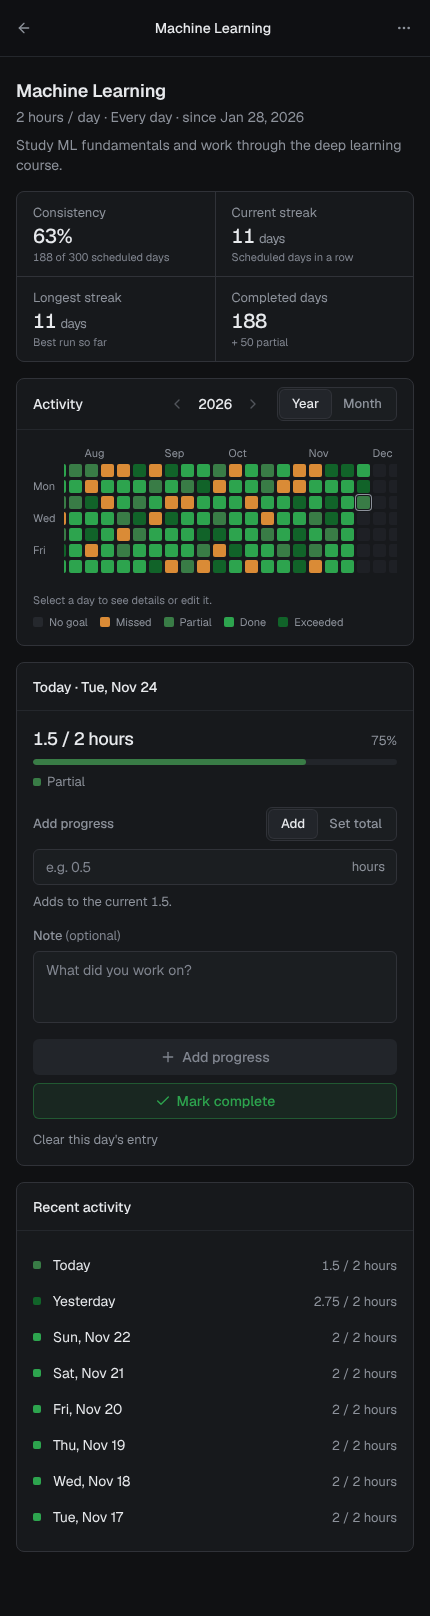 Machine Learning
Machine Learning
2 hours / day · Every day · since Jan 28, 2026
Study ML fundamentals and work through the deep learning
course.
Consistency
63%
188 of 300 scheduled days
Current streak
11 days
Scheduled days in a row
Longest streak
11 days
Best run so far
Completed days
188
+ 50 partial
Activity
2026
Year
Month
Aug Sep Oct Nov Dec
Mon
Wed
Fri
Select a day to see details or edit it.
No goal Missed Partial Done Exceeded
Today · Tue, Nov 24
1.5 / 2 hours 75%
Partial
Add progress
Add
Set total
e.g. 0.5 hours
Adds to the current 1.5.
Note (optional)
What did you work on?
Add progress
Mark complete
Clear this day's entry
Recent activity
Today 1.5 / 2 hours
Yesterday 2.75 / 2 hours
Sun, Nov 22 2 / 2 hours
Sat, Nov 21 2 / 2 hours
Fri, Nov 20 2 / 2 hours
Thu, Nov 19 2 / 2 hours
Wed, Nov 18 2 / 2 hours
Tue, Nov 17 2 / 2 hours